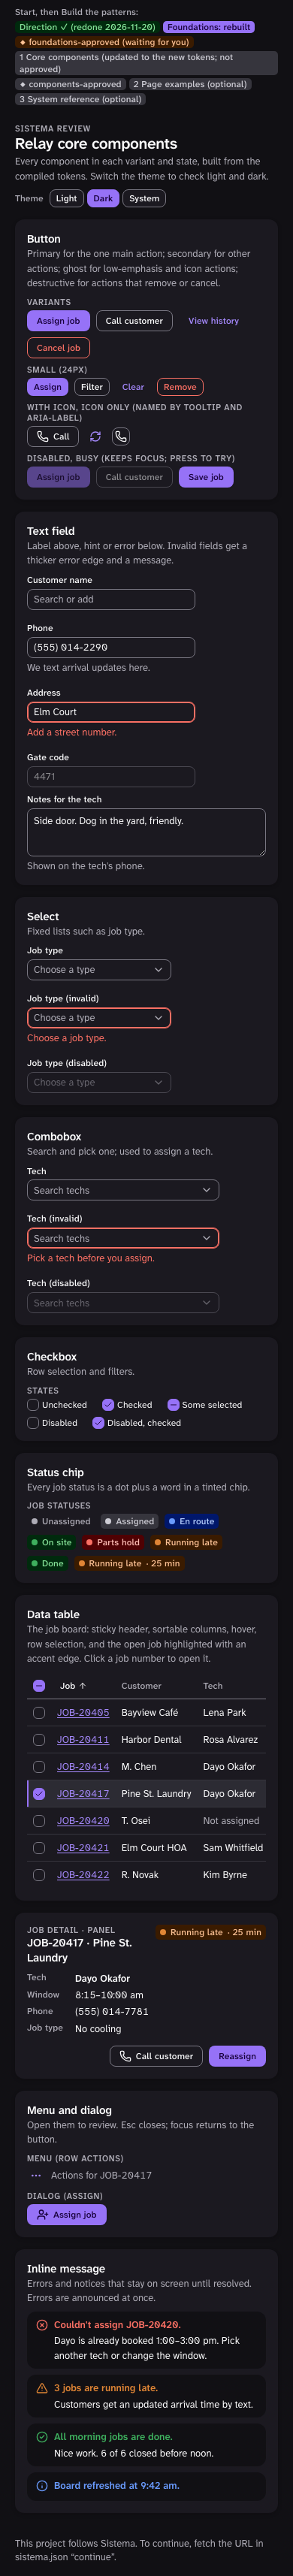 Start, then Build the patterns:
Direction ✓ (redone 2026-11-20) Foundations: rebuilt
◆ foundations-approved (waiting for you)
1 Core components (updated to the new tokens; not
approved)
◆ components-approved 2 Page examples (optional)
3 System reference (optional)
SISTEMA REVIEW
Relay core components
Every component in each variant and state, built from the
compiled tokens. Switch the theme to check light and dark.
Theme Light Dark System
Button
Primary for the one main action; secondary for other
actions; ghost for low-emphasis and icon actions;
destructive for actions that remove or cancel.
VARIANTS
Assign job Call customer View history
Cancel job
SMALL (24PX)
Assign Filter Clear Remove
WITH ICON, ICON ONLY (NAMED BY TOOLTIP AND
ARIA-LABEL)
Call
DISABLED, BUSY (KEEPS FOCUS; PRESS TO TRY)
Assign job Call customer Save job
Text field
Label above, hint or error below. Invalid fields get a
thicker error edge and a message.
Customer name
Search or add
Phone
(555) 014-2290
We text arrival updates here.
Address
Elm Court
Add a street number.
Gate code
4471
Notes for the tech
Side door. Dog in the yard, friendly.
Shown on the tech's phone.
Select
Fixed lists such as job type.
Job type
Choose a type
Job type (invalid)
Choose a type
Choose a job type.
Job type (disabled)
Choose a type
Combobox
Search and pick one; used to assign a tech.
Tech
Search techs
Tech (invalid)
Search techs
Pick a tech before you assign.
Tech (disabled)
Search techs
Checkbox
Row selection and filters.
STATES
Unchecked Checked Some selected
Disabled Disabled, checked
Status chip
Every job status is a dot plus a word in a tinted chip.
JOB STATUSES
Unassigned Assigned En route
On site Parts hold Running late
Done Running late · 25 min
Data table
The job board: sticky header, sortable columns, hover,
row selection, and the open job highlighted with an
accent edge. Click a job number to open it.
Job ↑ Customer Tech
JOB-20405 Bayview Café Lena Park
JOB-20411 Harbor Dental Rosa Alvarez
JOB-20414 M. Chen Dayo Okafor
JOB-20417 Pine St. Laundry Dayo Okafor
JOB-20420 T. Osei Not assigned
JOB-20421 Elm Court HOA Sam Whitfield
JOB-20422 R. Novak Kim Byrne
JOB DETAIL · PANEL
Running late · 25 min
JOB-20417 · Pine St.
Laundry
Tech Dayo Okafor
Window 8:15–10:00 am
Phone (555) 014-7781
Job type No cooling
Call customer Reassign
Menu and dialog
Open them to review. Esc closes; focus returns to the
button.
MENU (ROW ACTIONS)
Actions for JOB-20417
DIALOG (ASSIGN)
Assign job
Inline message
Errors and notices that stay on screen until resolved.
Errors are announced at once.
Couldn't assign JOB-20420.
Dayo is already booked 1:00–3:00 pm. Pick
another tech or change the window.
3 jobs are running late.
Customers get an updated arrival time by text.
All morning jobs are done.
Nice work. 6 of 6 closed before noon.
Board refreshed at 9:42 am.
This project follows Sistema. To continue, fetch the URL in
sistema.json “continue”.